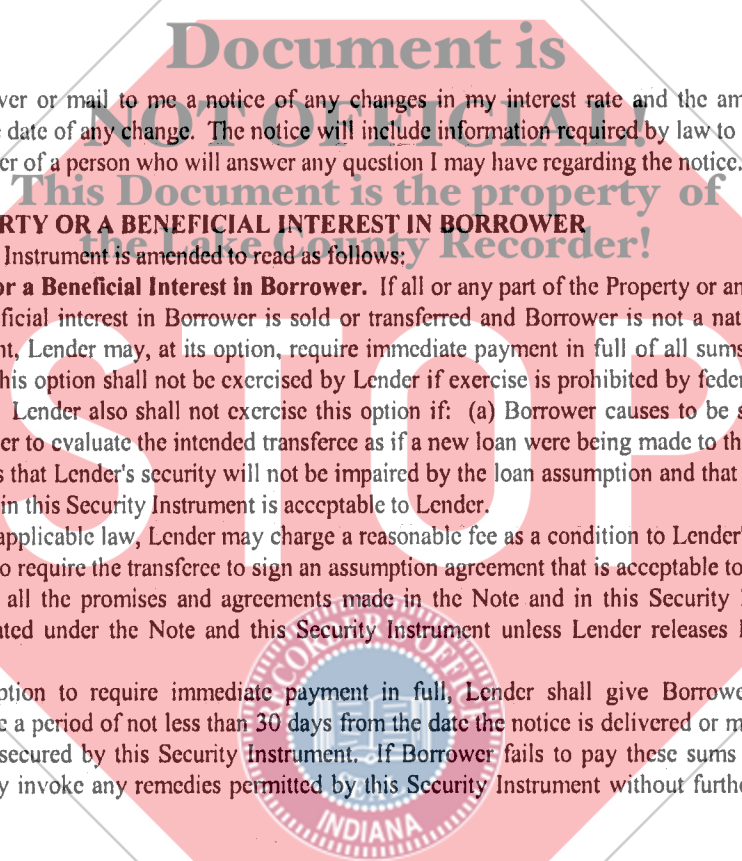 Document is
ver or mail to me a notice of any changes in my interest rate and the am
NOT OFFICIAL!
date of any change. The notice will include information required by law to
er of a person who will answer any question I may have regarding the notice.
This Document is the property of
RTY OR A BENEFICIAL INTEREST IN BORROWER
the Lake County Recorder!
Instrument is amended to read as follows:
or a Beneficial Interest in Borrower. If all or any part of the Property or an
ficial interest in Borrower is sold or transferred and Borrower is not a nat
nt, Lender may, at its option, require immediate payment in full of all sums
his option shall not be exercised by Lender if exercise is prohibited by feder
Lender also shall not exercise this option if: (a) Borrower causes to be s
er to evaluate the intended transferee as if a new loan were being made to th
STOP
s that Lender's security will not be impaired by the loan assumption and that
in this Security Instrument is acceptable to Lender.
applicable law, Lender may charge a reasonable fee as a condition to Lender'
o require the transferee to sign an assumption agreement that is acceptable to
all the promises and agreements made in the Note and in this Security
ated under the Note and this Security Instrument unless Lender releases
RECORDER'S OFFICE
ption to require immediate payment in full, Lender shall give Borrowe
a period of not less than 30 days from the date the notice is delivered or m
secured by this Security Instrument. If Borrower fails to pay these sums
y invoke any remedies permitted by this Security Instrument without furthe
SEAL
INDIANA